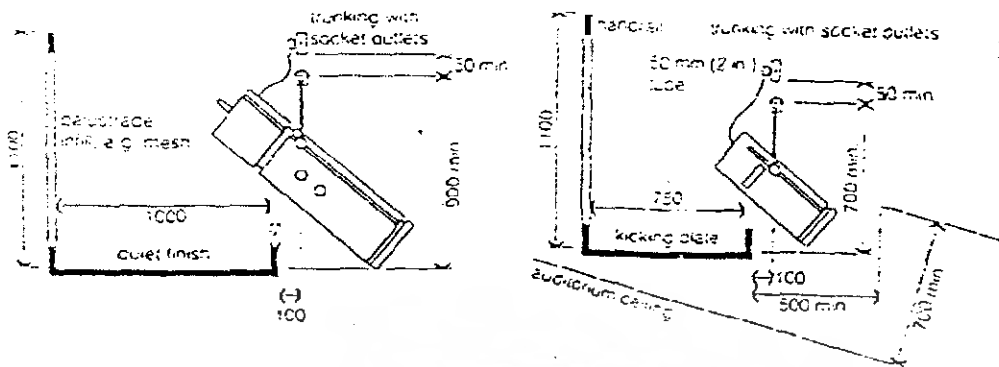 trunking with
socket outlets
50 min
balustrade
infill, e.g. mesh
1100
1000
900 min
quiet finish
100
handrail
trunking with socket outlets
50 mm (2 in)
tube
50 min
1100
750
700 min
kicking plate
100
500 min
auditorium ceiling
700 min